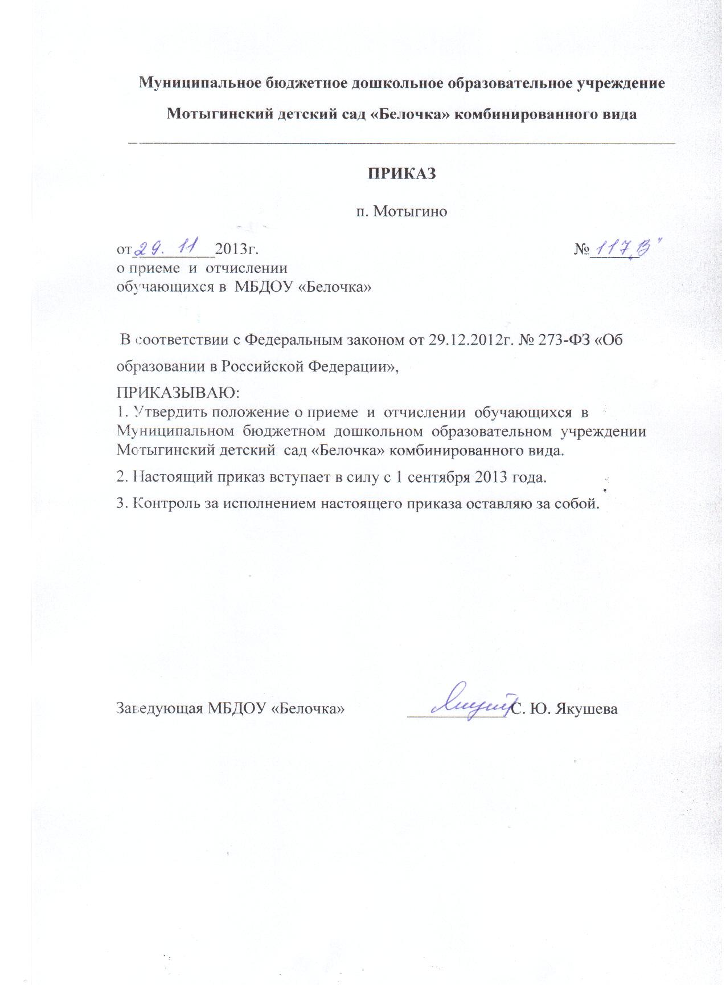 Муниципальное бюджетное дошкольное образовательное учреждение
Мотыгинский детский сад «Белочка» комбинированного вида
ПРИКАЗ
п. Мотыгино
от 29. 11 2013г. № 117 „В"
о приеме и отчислении
обучающихся в МБДОУ «Белочка»
В соответствии с Федеральным законом от 29.12.2012г. № 273-ФЗ «Об
образовании в Российской Федерации»,
ПРИКАЗЫВАЮ:
1. Утвердить положение о приеме и отчислении обучающихся в
Муниципальном бюджетном дошкольном образовательном учреждении
Мотыгинский детский сад «Белочка» комбинированного вида.
2. Настоящий приказ вступает в силу с 1 сентября 2013 года.
3. Контроль за исполнением настоящего приказа оставляю за собой.
Заведующая МБДОУ «Белочка» С. Ю. Якушева